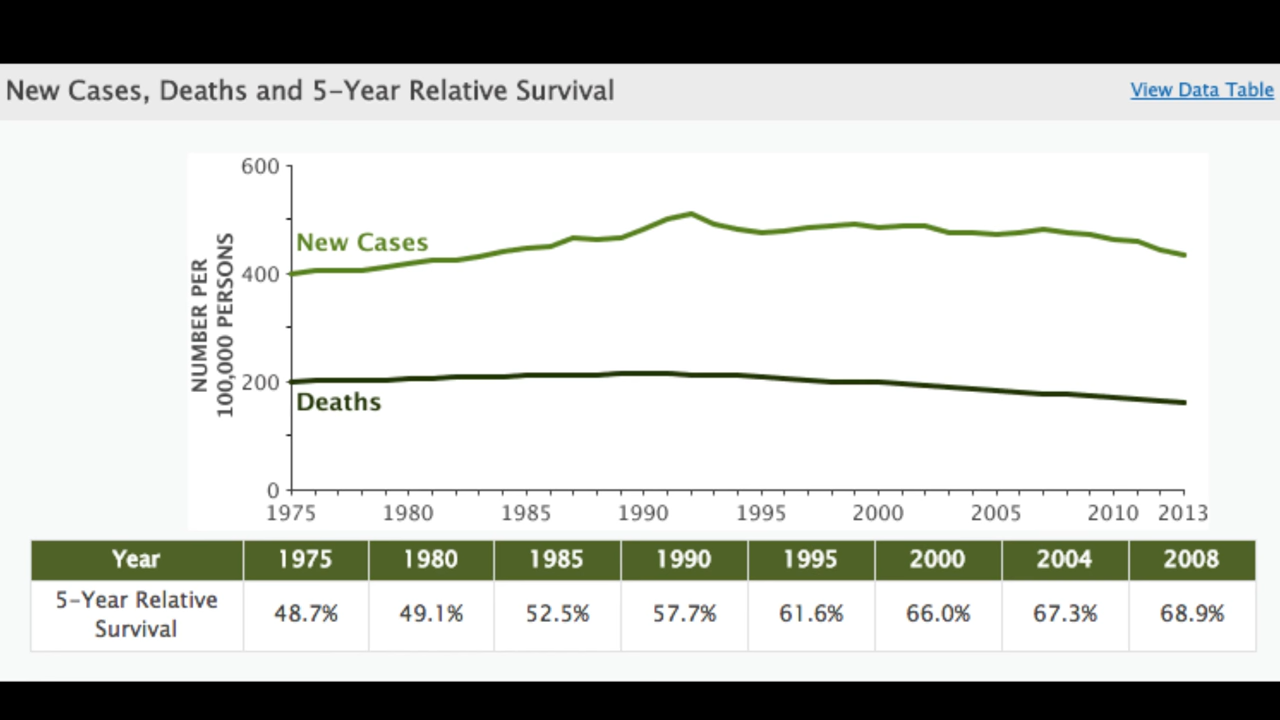 New Cases, Deaths and 5-Year Relative Survival
View Data Table
NUMBER PER
100,000 PERSONS
600
400
200
0
New Cases
Deaths
1975 1980 1985 1990 1995 2000 2005 2010 2013
Year 1975 1980 1985 1990 1995 2000 2004 2008
5-Year Relative
Survival
48.7% 49.1% 52.5% 57.7% 61.6% 66.0% 67.3% 68.9%